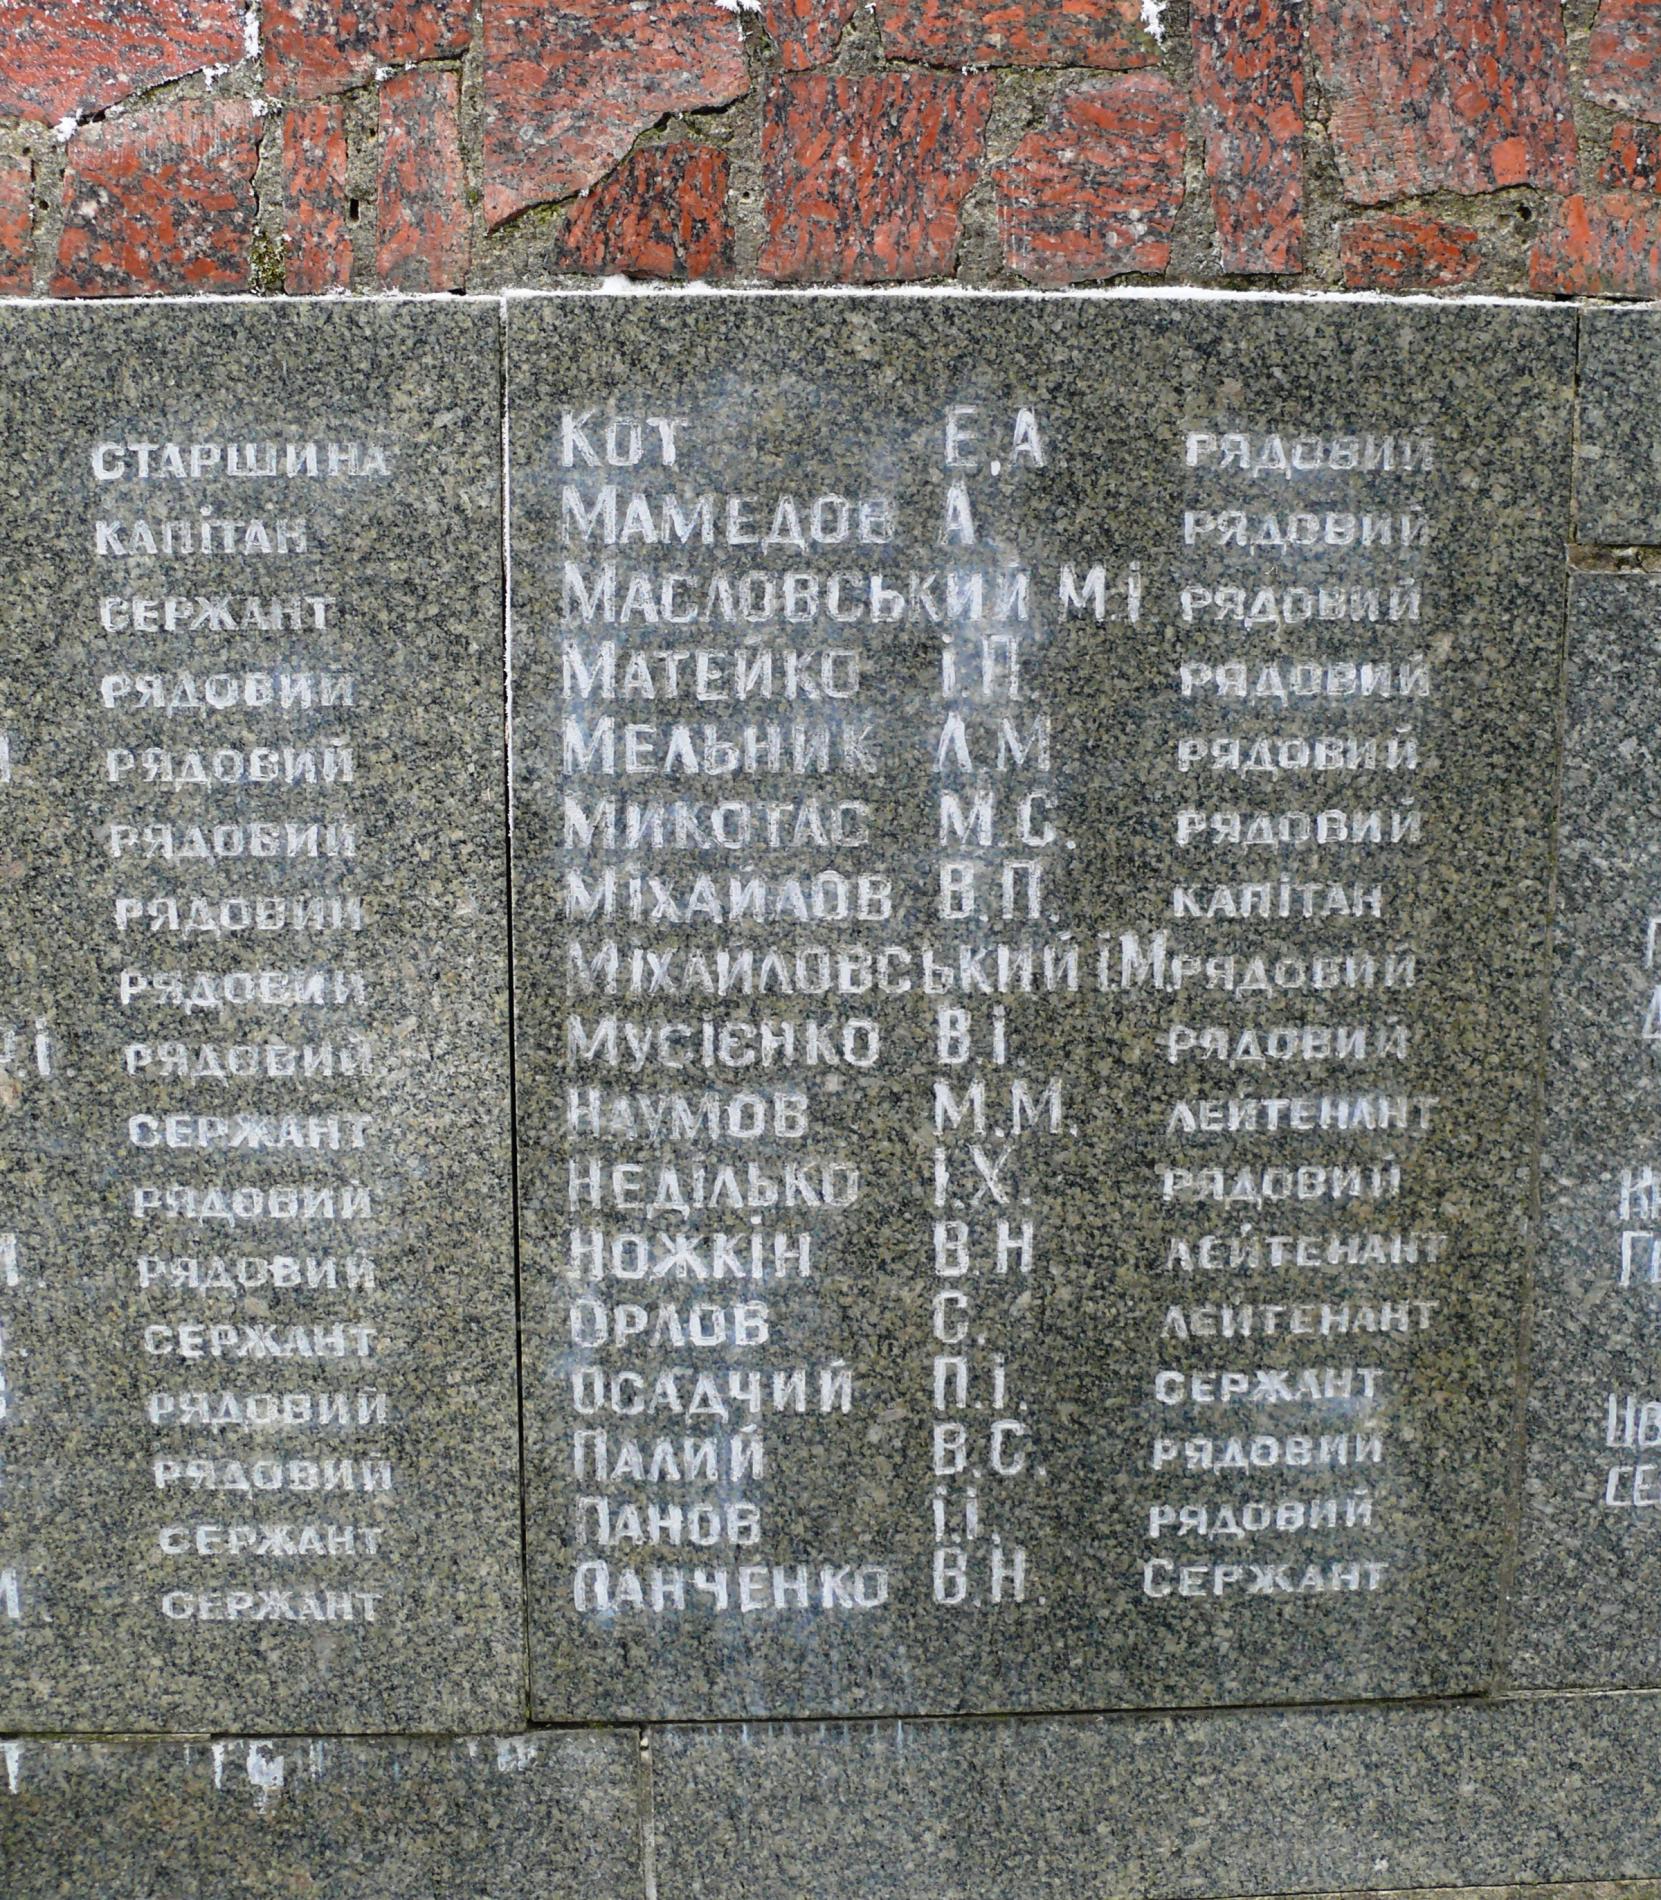 СТАРШИНА
КАПІТАН
СЕРЖАНТ
РЯДОВИЙ
РЯДОВИЙ
РЯДОВИЙ
РЯДОВИЙ
РЯДОВИЙ
РЯДОВИЙ
СЕРЖАНТ
РЯДОВИЙ
РЯДОВИЙ
СЕРЖАНТ
РЯДОВИЙ
РЯДОВИЙ
СЕРЖАНТ
СЕРЖАНТ
КОТ Е.А РЯДОВИЙ
МАМЕДОВ А. РЯДОВИЙ
МАСЛОВСЬКИЙ М.І РЯДОВИЙ
МАТЕЙКО І.П. РЯДОВИЙ
МЕЛЬНИК Л.М РЯДОВИЙ
МИКОТАС М.С. РЯДОВИЙ
МІХАЙЛОВ В.П. КАПІТАН
МІХАЙЛОВСЬКИЙ І.М. РЯДОВИЙ
МУСІЄНКО В.І РЯДОВИЙ
НАУМОВ М.М. ЛЕЙТЕНАНТ
НЕДІЛЬКО І.Х. РЯДОВИЙ
НОЖКІН В.Н ЛЕЙТЕНАНТ
ОРЛОВ С. ЛЕЙТЕНАНТ
ОСАДЧИЙ П.І. СЕРЖАНТ
ПАЛИЙ В.С. РЯДОВИЙ
ПАНОВ І.І. РЯДОВИЙ
ПАНЧЕНКО В.Н. СЕРЖАНТ